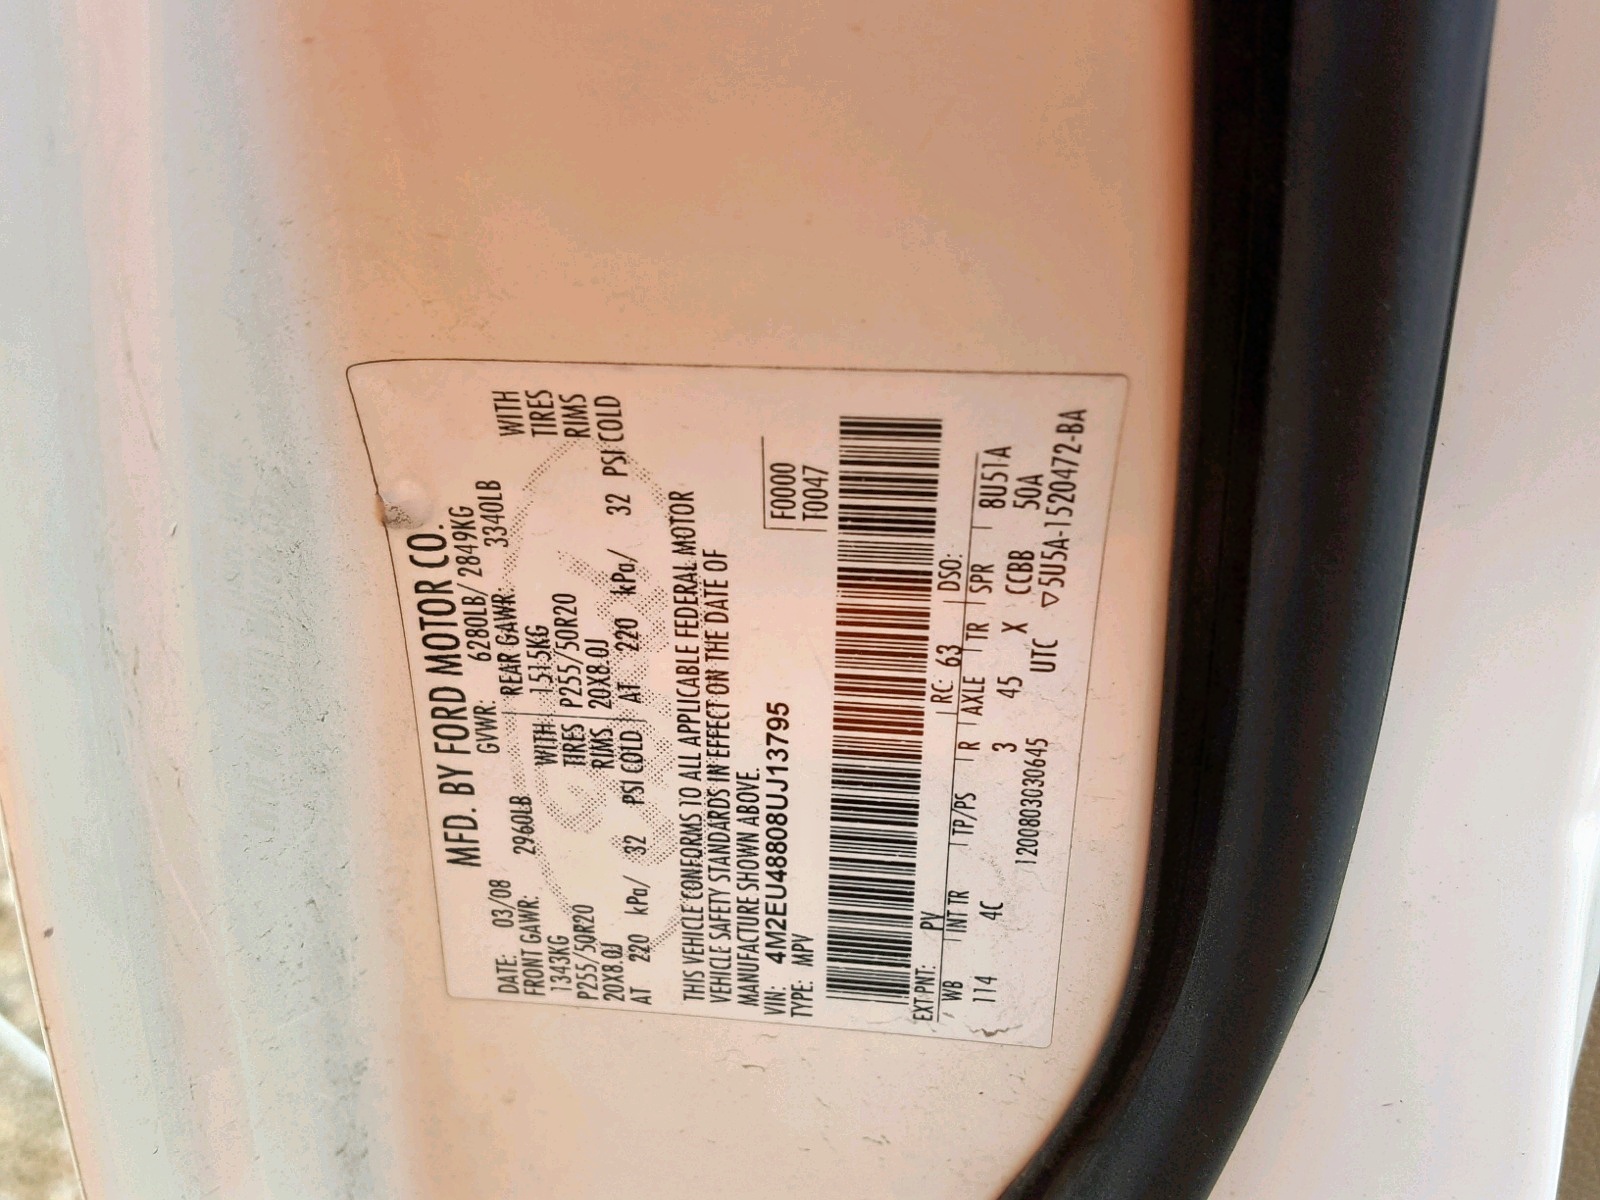 MFD. BY FORD MOTOR CO.
DATE: 03/08 GVWR: 6280LB/ 2849KG
FRONT GAWR: 2960LB REAR GAWR: 3340LB
1343KG WITH 1515KG WITH
P255/50R20 TIRES P255/50R20 TIRES
20X8.0J RIMS 20X8.0J RIMS
AT 220 kPa/ 32 PSI COLD AT 220 kPa/ 32 PSI COLD
THIS VEHICLE CONFORMS TO ALL APPLICABLE FEDERAL MOTOR
VEHICLE SAFETY STANDARDS IN EFFECT ON THE DATE OF
MANUFACTURE SHOWN ABOVE.
VIN: 4M2EU48808UJ13795 F0000
TYPE: MPV T0047
EXT PNT: PV RC: 63 DSO:
WB INT TR TP/PS R AXLE TR SPR 8U51A
114 4C 3 45 X CCBB 50A
1200803030645 UTC ▽5U5A-1520472-BA